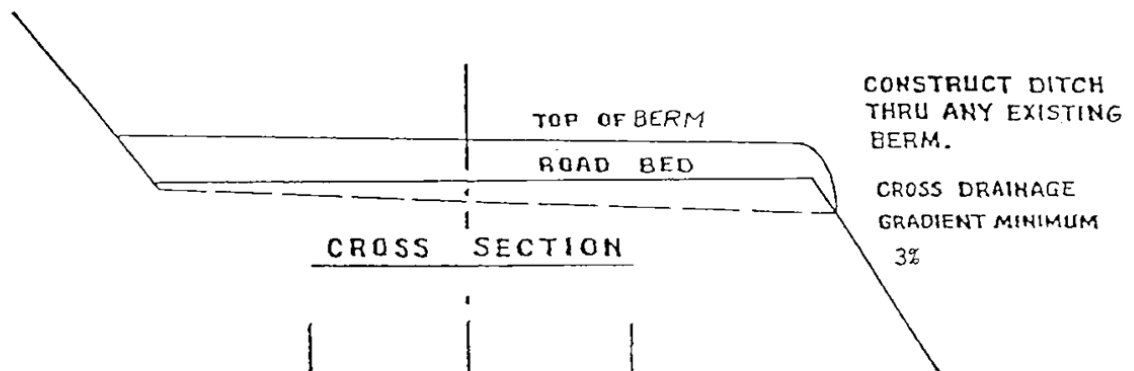 TOP OF BERM
ROAD BED
CONSTRUCT DITCH
THRU ANY EXISTING
BERM.
CROSS DRAINAGE
GRADIENT MINIMUM
3%
CROSS SECTION